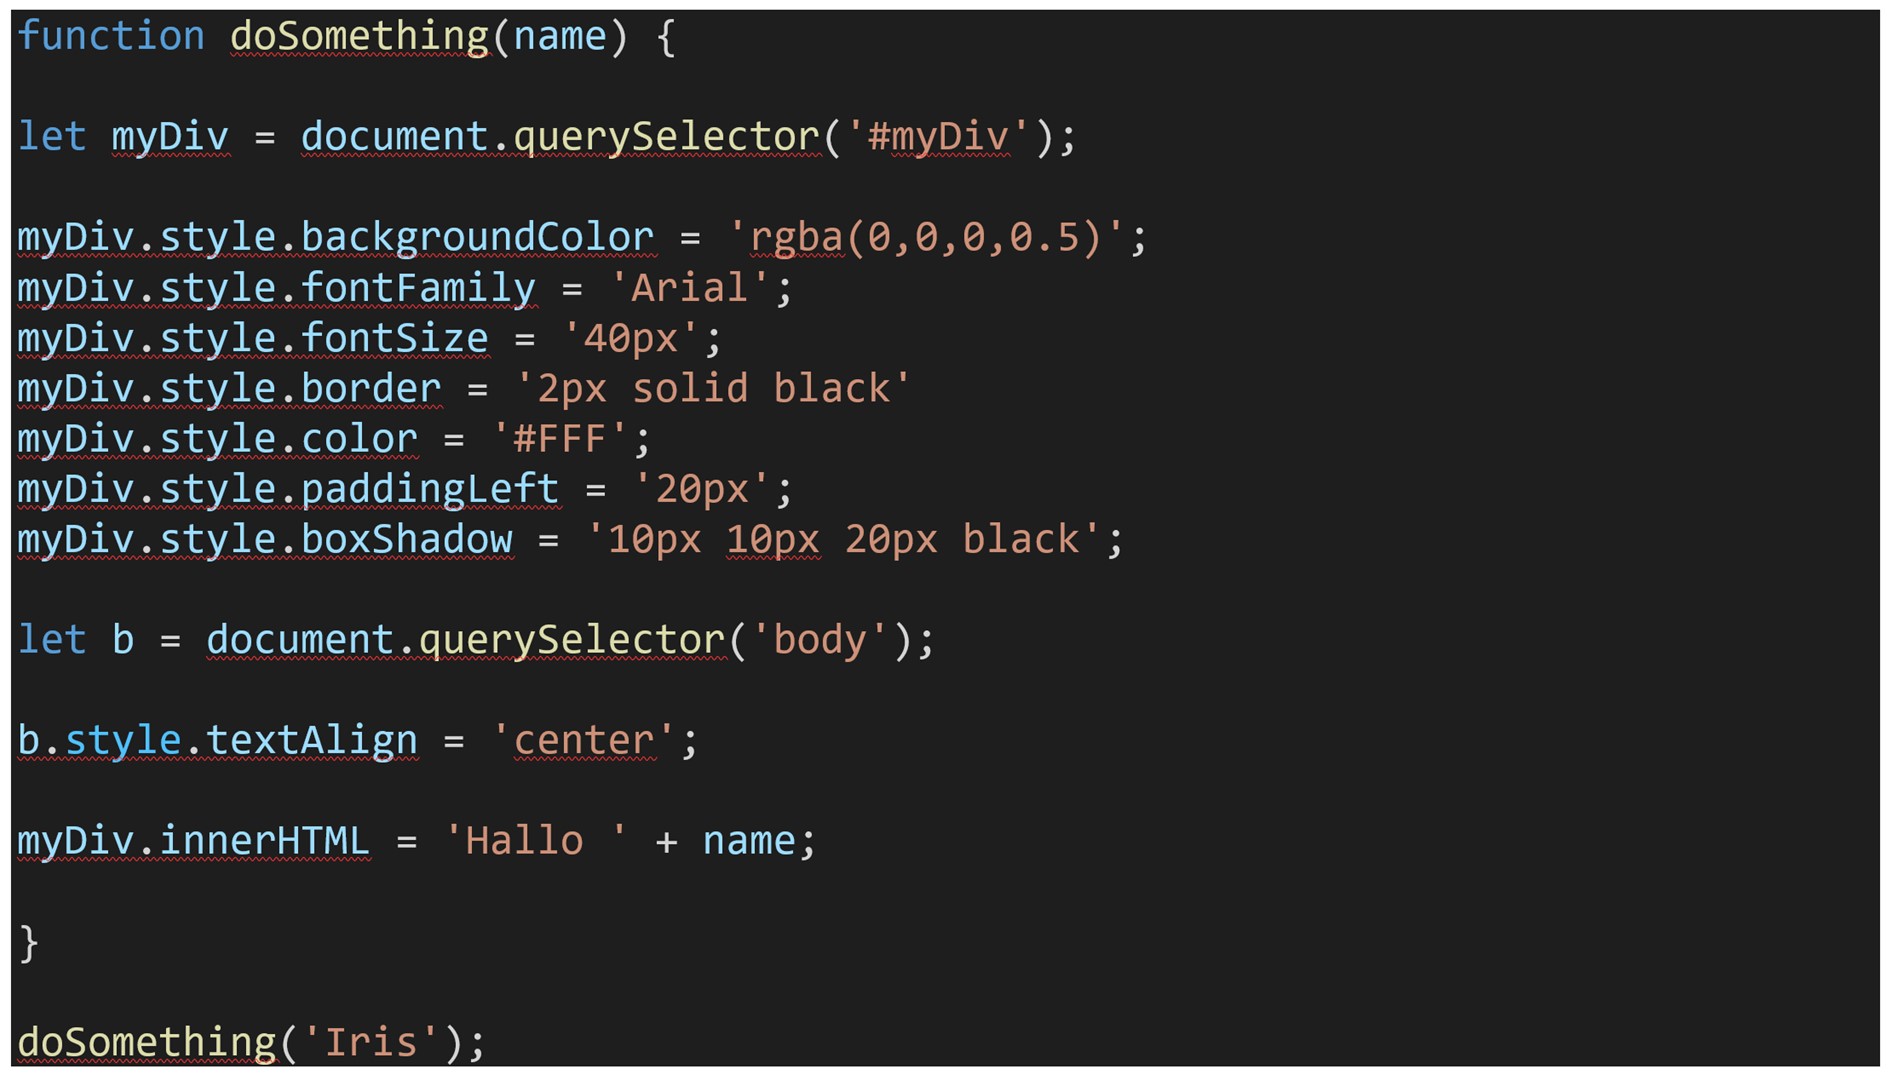 function doSomething(name) {
let myDiv = document.querySelector('#myDiv');
myDiv.style.backgroundColor = 'rgba(0,0,0,0.5)';
myDiv.style.fontFamily = 'Arial';
myDiv.style.fontSize = '40px';
myDiv.style.border = '2px solid black'
myDiv.style.color = '#FFF';
myDiv.style.paddingLeft = '20px';
myDiv.style.boxShadow = '10px 10px 20px black';
let b = document.querySelector('body');
b.style.textAlign = 'center';
myDiv.innerHTML = 'Hallo ' + name;
}
doSomething('Iris');